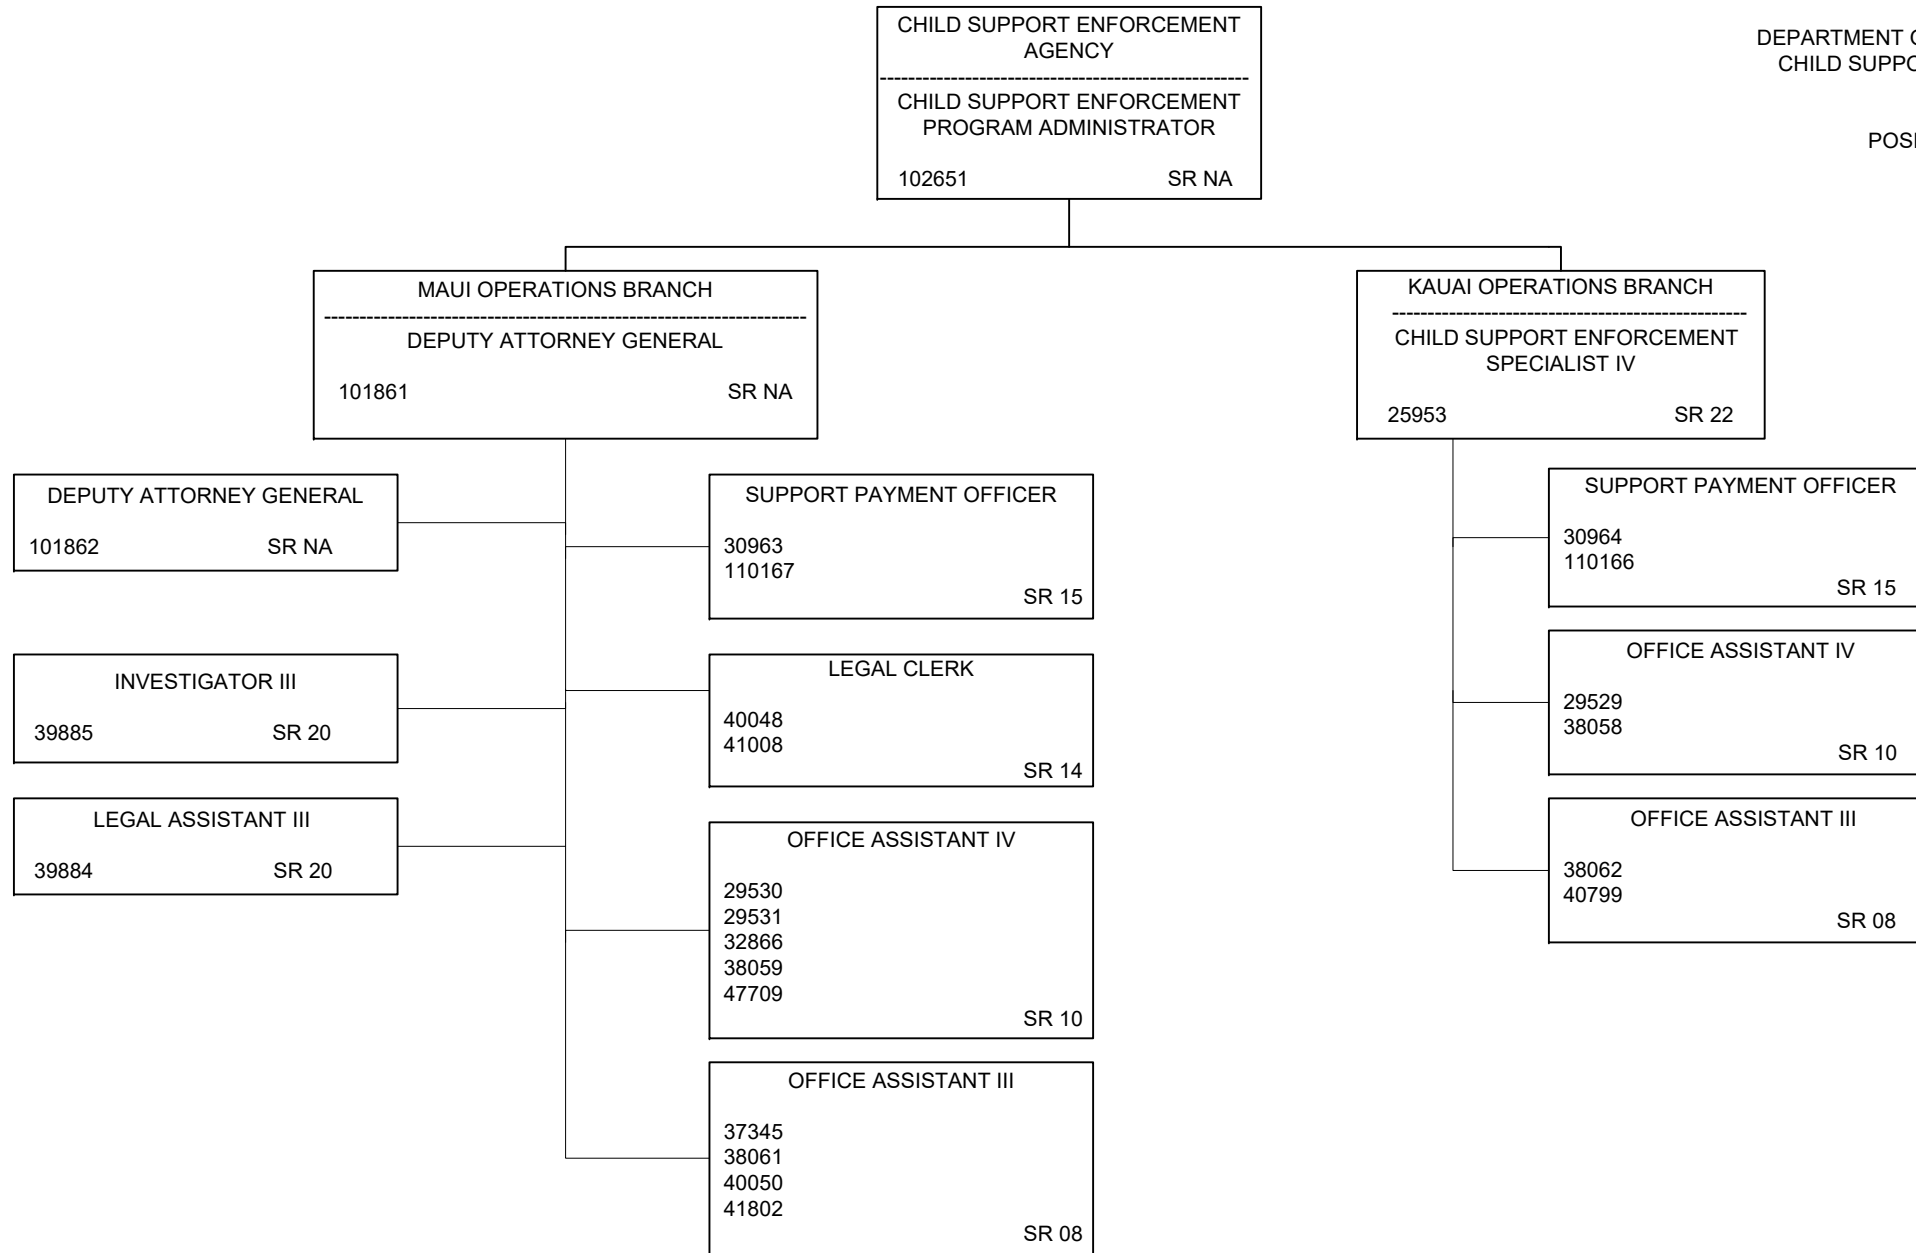 CHILD SUPPORT ENFORCEMENT
AGENCY
CHILD SUPPORT ENFORCEMENT
PROGRAM ADMINISTRATOR
102651 SR NA
DEPARTMENT
CHILD
MAUI OPERATIONS BRANCH
DEPUTY ATTORNEY GENERAL
101861 SR NA
KAUAI OPERATIONS BRANCH
CHILD SUPPORT ENFORCEMENT
SPECIALIST IV
25953 SR 22
DEPUTY ATTORNEY GENERAL
101862 SR NA
INVESTIGATOR III
39885 SR 20
LEGAL ASSISTANT III
39884 SR 20
SUPPORT PAYMENT OFFICER
30963
110167
SR 15
LEGAL CLERK
40048
41008
SR 14
OFFICE ASSISTANT IV
29530
29531
32866
38059
47709
SR 10
OFFICE ASSISTANT III
37345
38061
40050
41802
SR 08
SUPPORT PAYMENT OFFICER
30964
110166
SR 15
OFFICE ASSISTANT IV
29529
38058
SR 10
OFFICE ASSISTANT III
38062
40799
SR 08